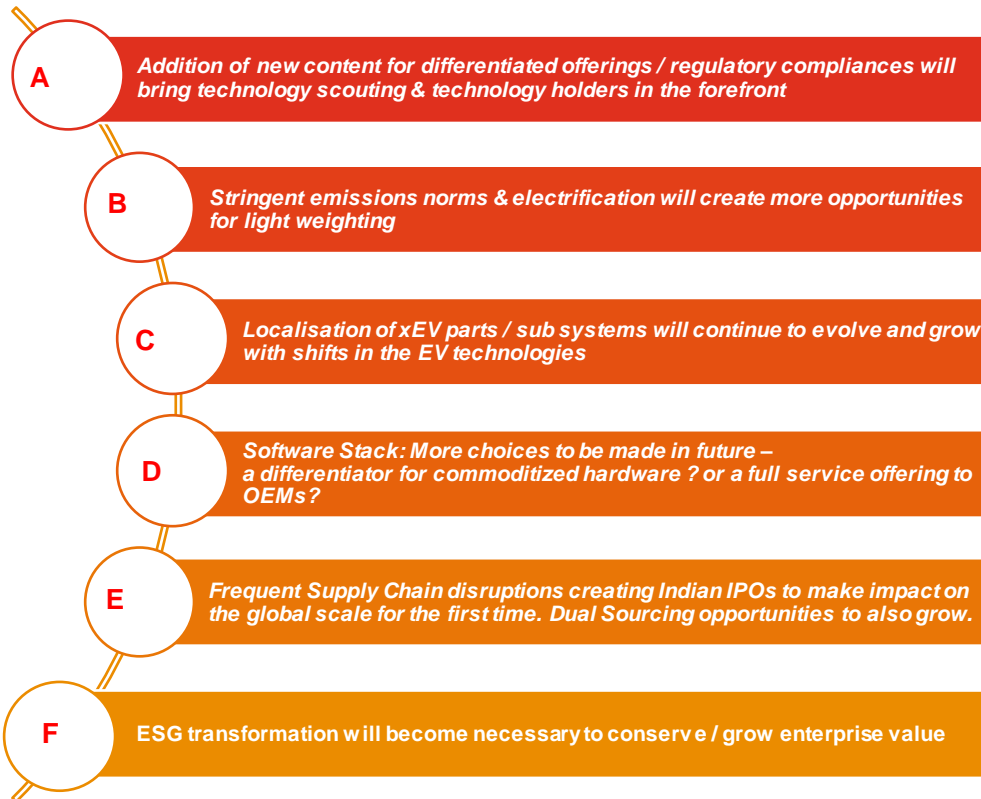 A
Addition of new content for differentiated offerings / regulatory compliances will
bring technology scouting & technology holders in the forefront
B
Stringent emissions norms & electrification will create more opportunities
for light weighting
C
Localisation of xEV parts / sub systems will continue to evolve and grow
with shifts in the EV technologies
D
Software Stack: More choices to be made in future –
a differentiator for commoditized hardware ? or a full service offering to
OEMs?
E
Frequent Supply Chain disruptions creating Indian IPOs to make impact on
the global scale for the first time. Dual Sourcing opportunities to also grow.
F
ESG transformation will become necessary to conserve / grow enterprise value